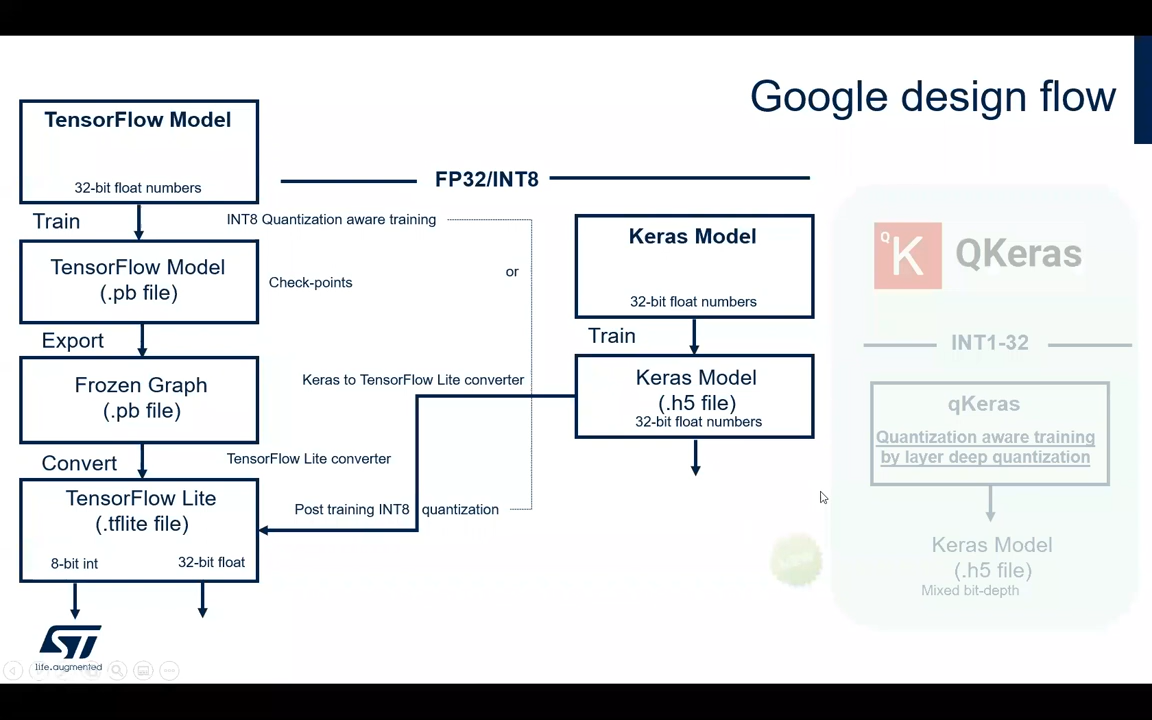 Google design flow
TensorFlow Model
32-bit float numbers
Train
TensorFlow Model
(.pb file)
Check-points
Export
Frozen Graph
(.pb file)
Convert
TensorFlow Lite
(.tflite file)
8-bit int
32-bit float
FP32/INT8
INT8 Quantization aware training
or
Keras to TensorFlow Lite converter
TensorFlow Lite converter
Post training INT8 quantization
Keras Model
32-bit float numbers
Train
Keras Model
(.h5 file)
32-bit float numbers
Q
K
QKeras
INT1-32
qKeras
Quantization aware training
by layer deep quantization
Keras Model
(.h5 file)
Mixed bit-depth
ST
life.augmented